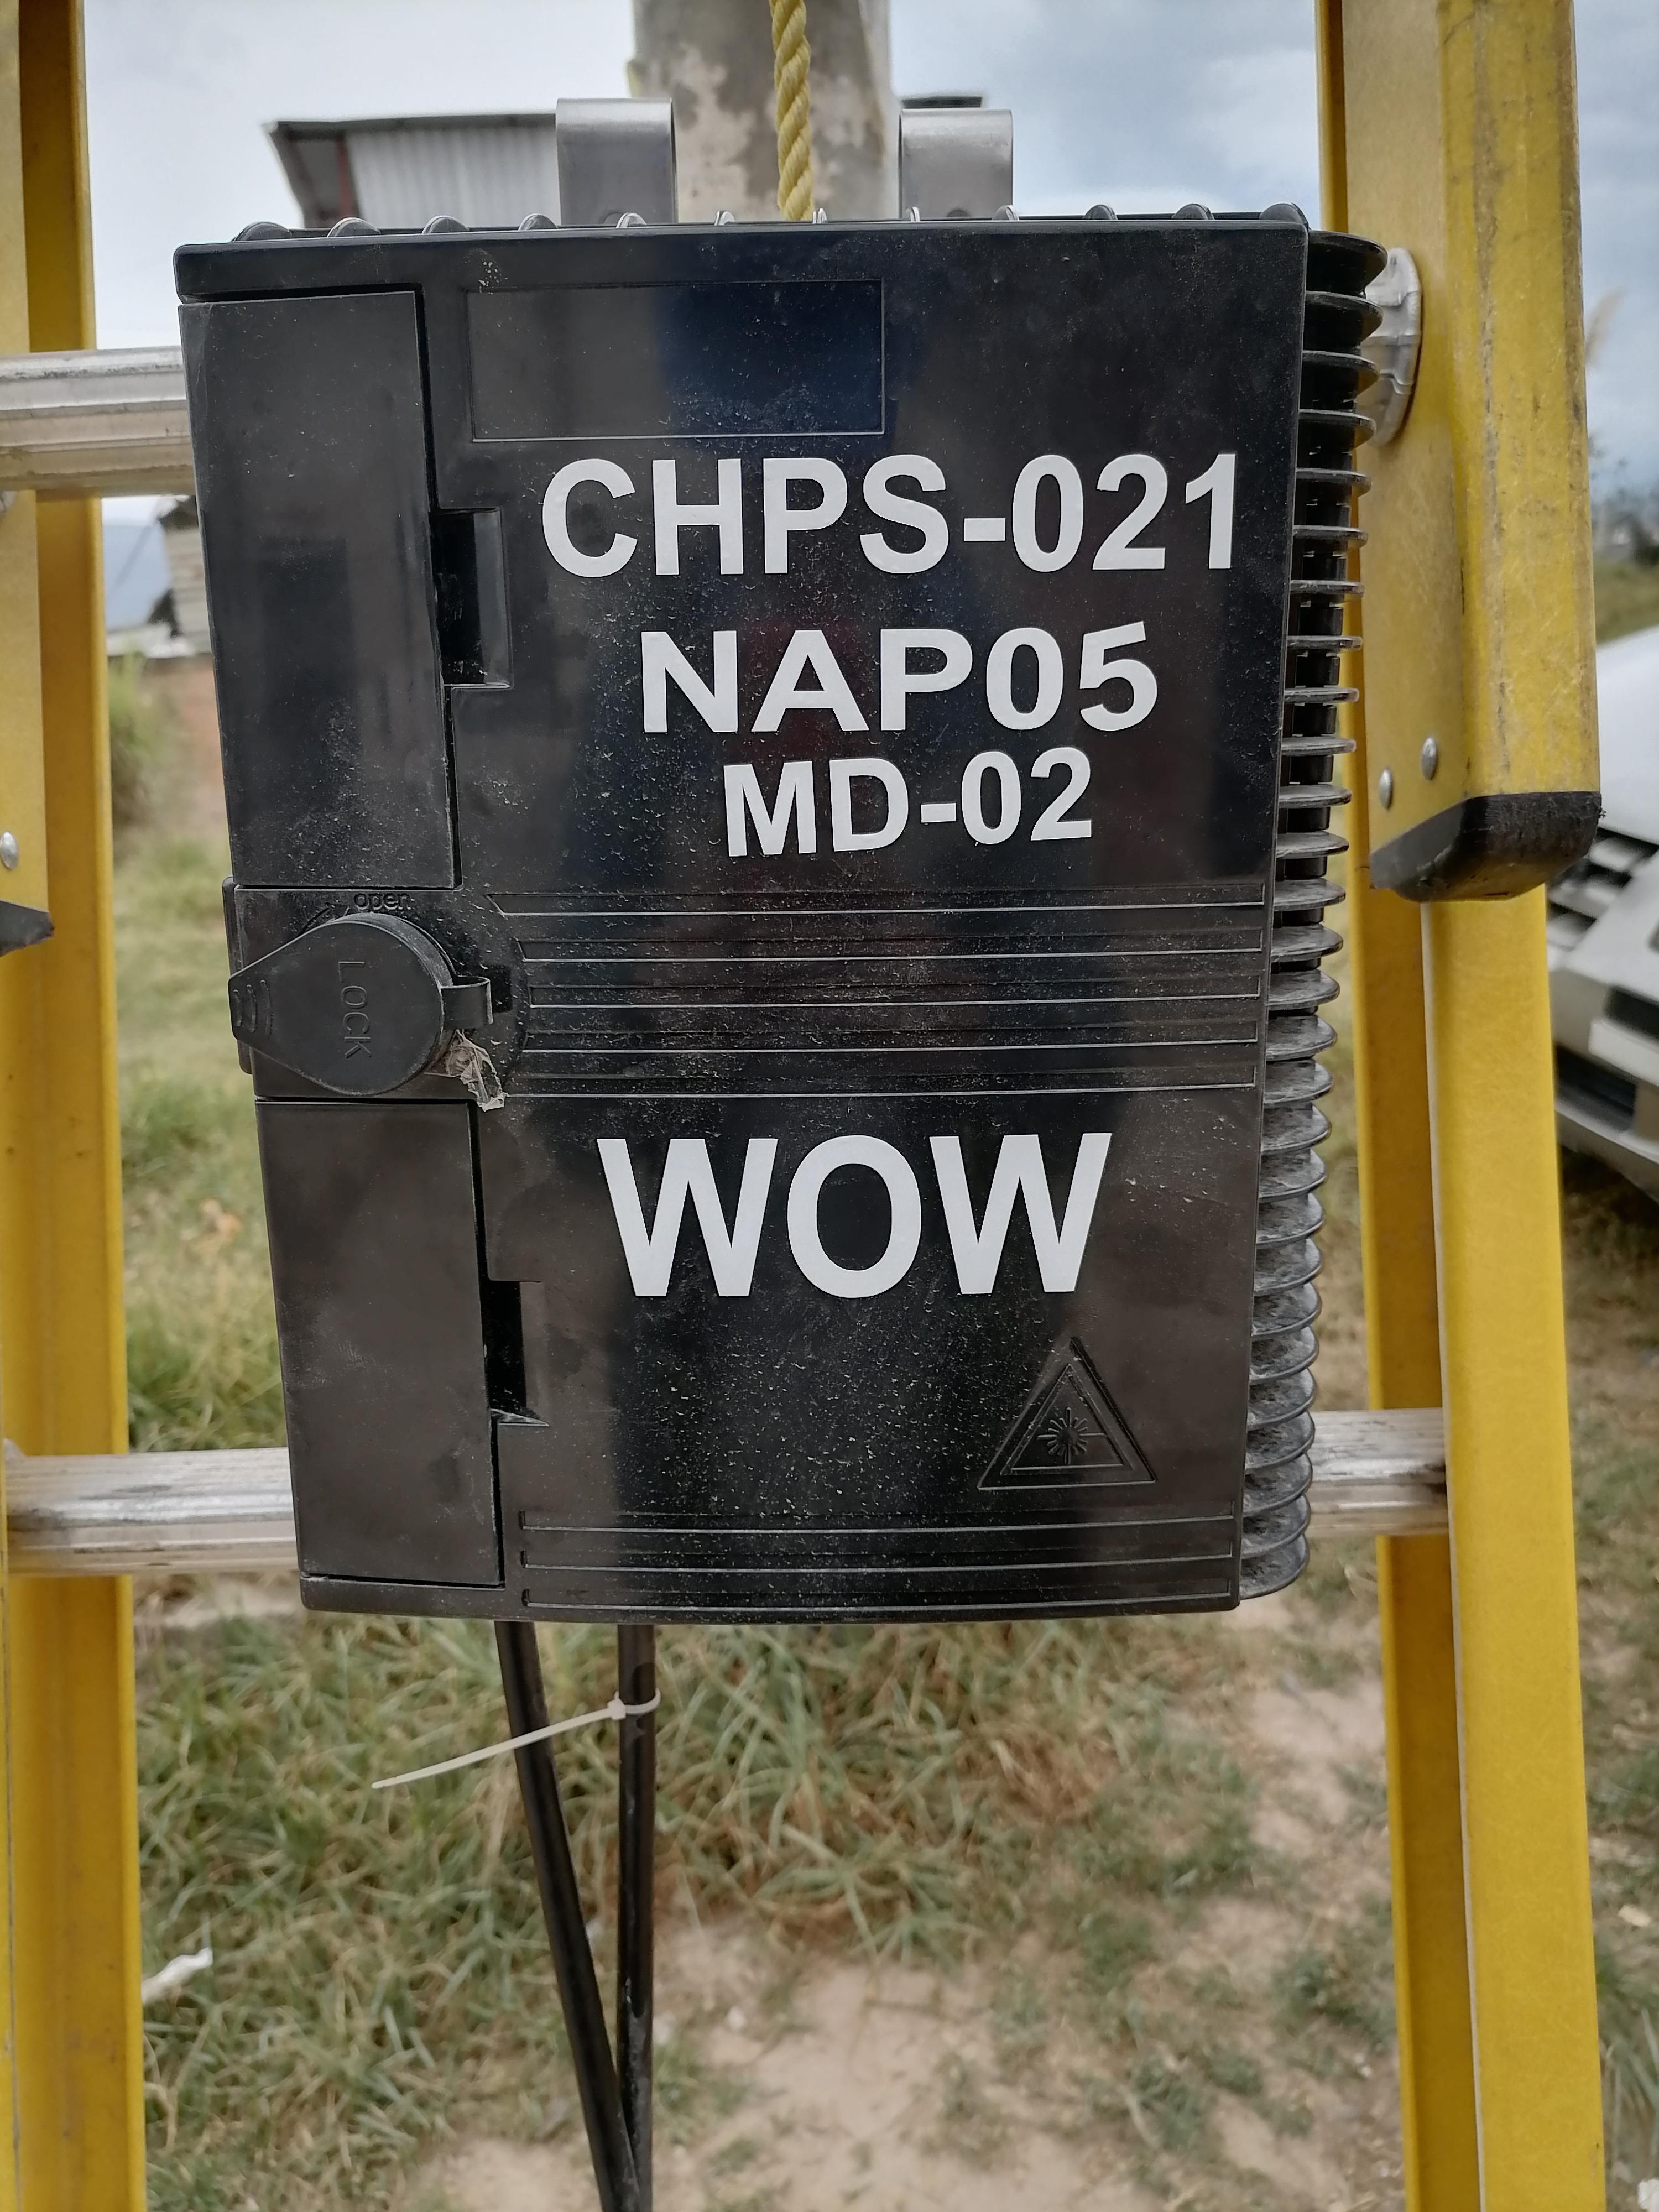 CHPS-021
NAP05
MD-02
open
LOCK
WOW